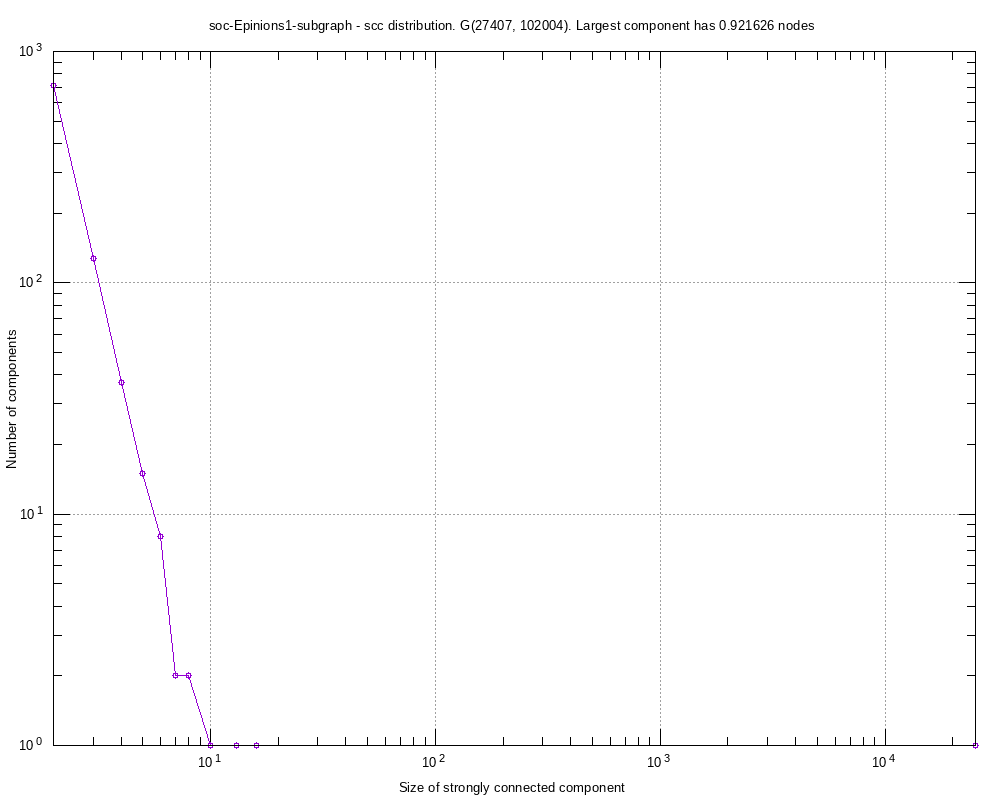 soc-Epinions1-subgraph - scc distribution. G(27407, 102004). Largest component has 0.921626 nodes
10^3
10^2
10^1
10^0
Number of components
10^1 10^2 10^3 10^4
Size of strongly connected component